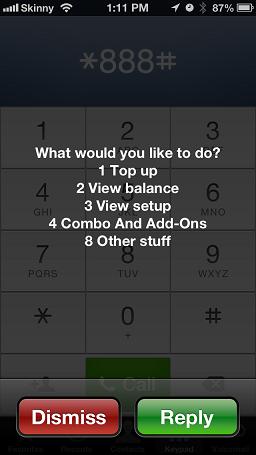 Skinny 1:11 PM 87%
*888#
1 2 3
What would you like to do?
1 Top up
2 View balance
3 View setup
4 Combo And Add-Ons
8 Other stuff
4 5 6
GHI JKL MNO
7 8 9
PQRS TUV WXYZ
* 0 #
+
Call
Dismiss Reply
Favorites Recents Contacts Keypad Voicemail